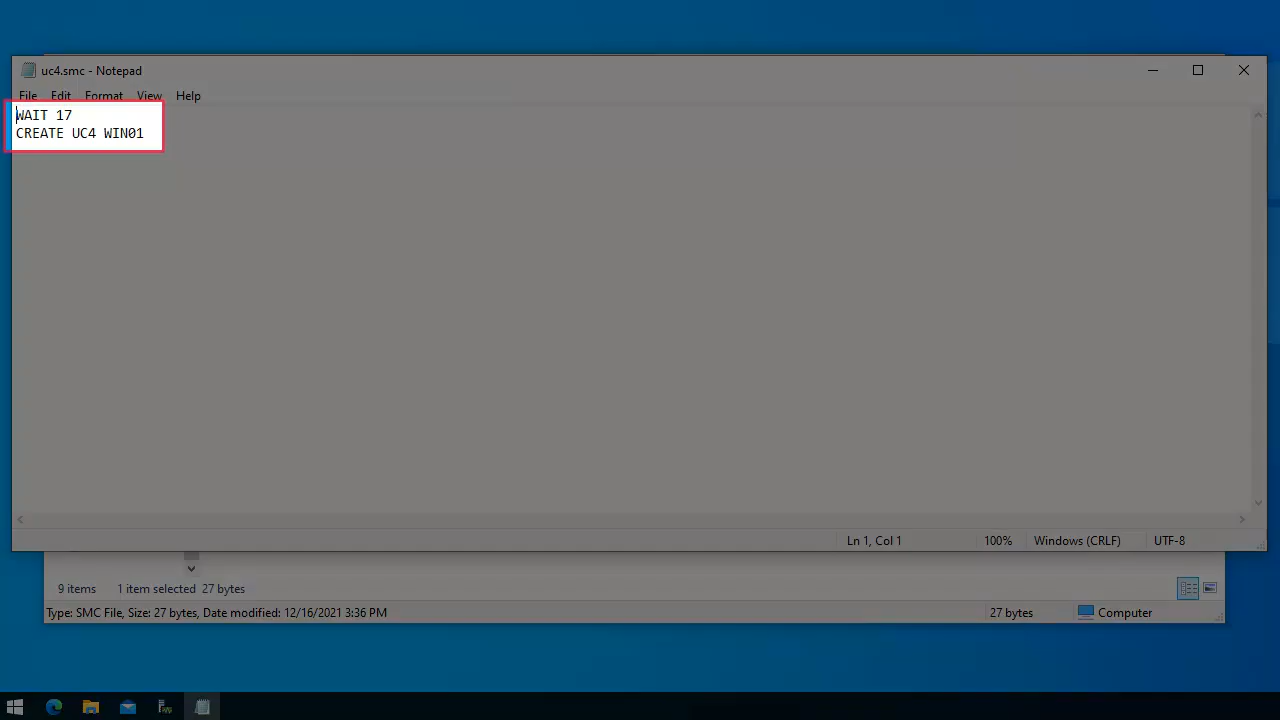 uc4.smc - Notepad
File Edit Format View Help
WAIT 17
CREATE UC4 WIN01
Ln 1, Col 1 100% Windows (CRLF) UTF-8
9 items 1 item selected 27 bytes
Type: SMC File, Size: 27 bytes, Date modified: 12/16/2021 3:36 PM 27 bytes Computer